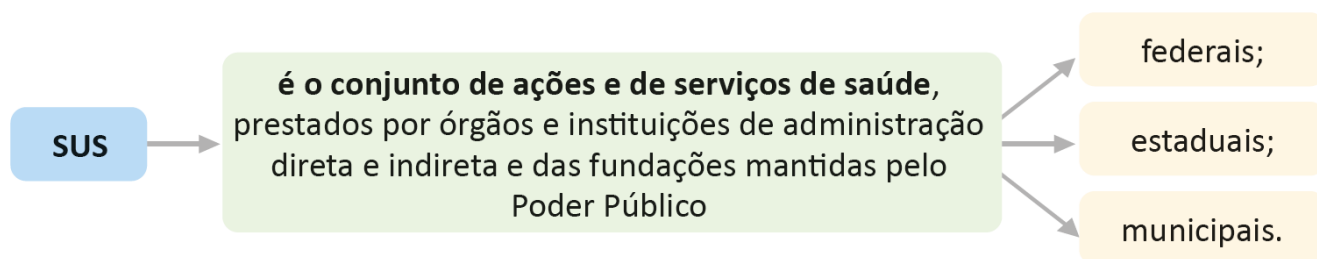 SUS
é o conjunto de ações e de serviços de saúde,
prestados por órgãos e instituições de administração
direta e indireta e das fundações mantidas pelo
Poder Público
federais;
estaduais;
municipais.